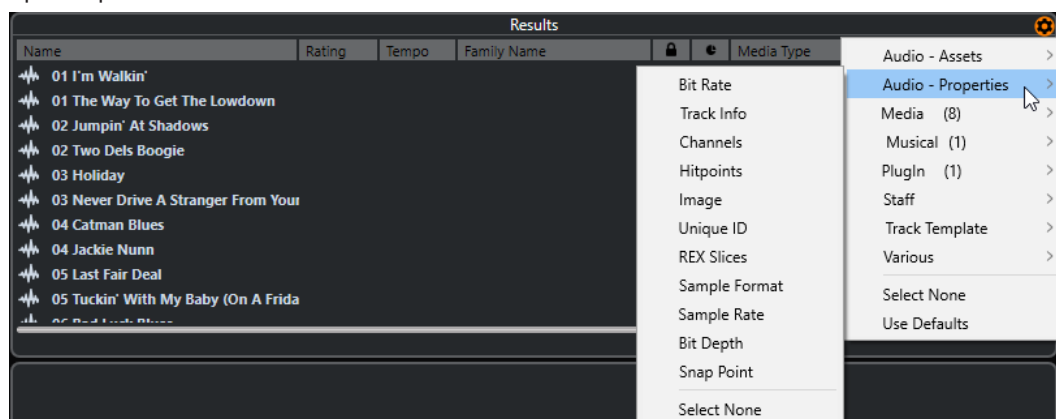 Results
Name Rating Tempo Family Name Media Type
01 I'm Walkin'
01 The Way To Get The Lowdown
02 Jumpin' At Shadows
02 Two Dels Boogie
03 Holiday
03 Never Drive A Stranger From Your
04 Catman Blues
04 Jackie Nunn
05 Last Fair Deal
05 Tuckin' With My Baby (On A Frida
Bit Rate
Track Info
Channels
Hitpoints
Image
Unique ID
REX Slices
Sample Format
Sample Rate
Bit Depth
Snap Point
Select None
Audio - Assets >
Audio - Properties >
Media (8) >
Musical (1) >
PlugIn (1) >
Staff >
Track Template >
Various >
Select None
Use Defaults